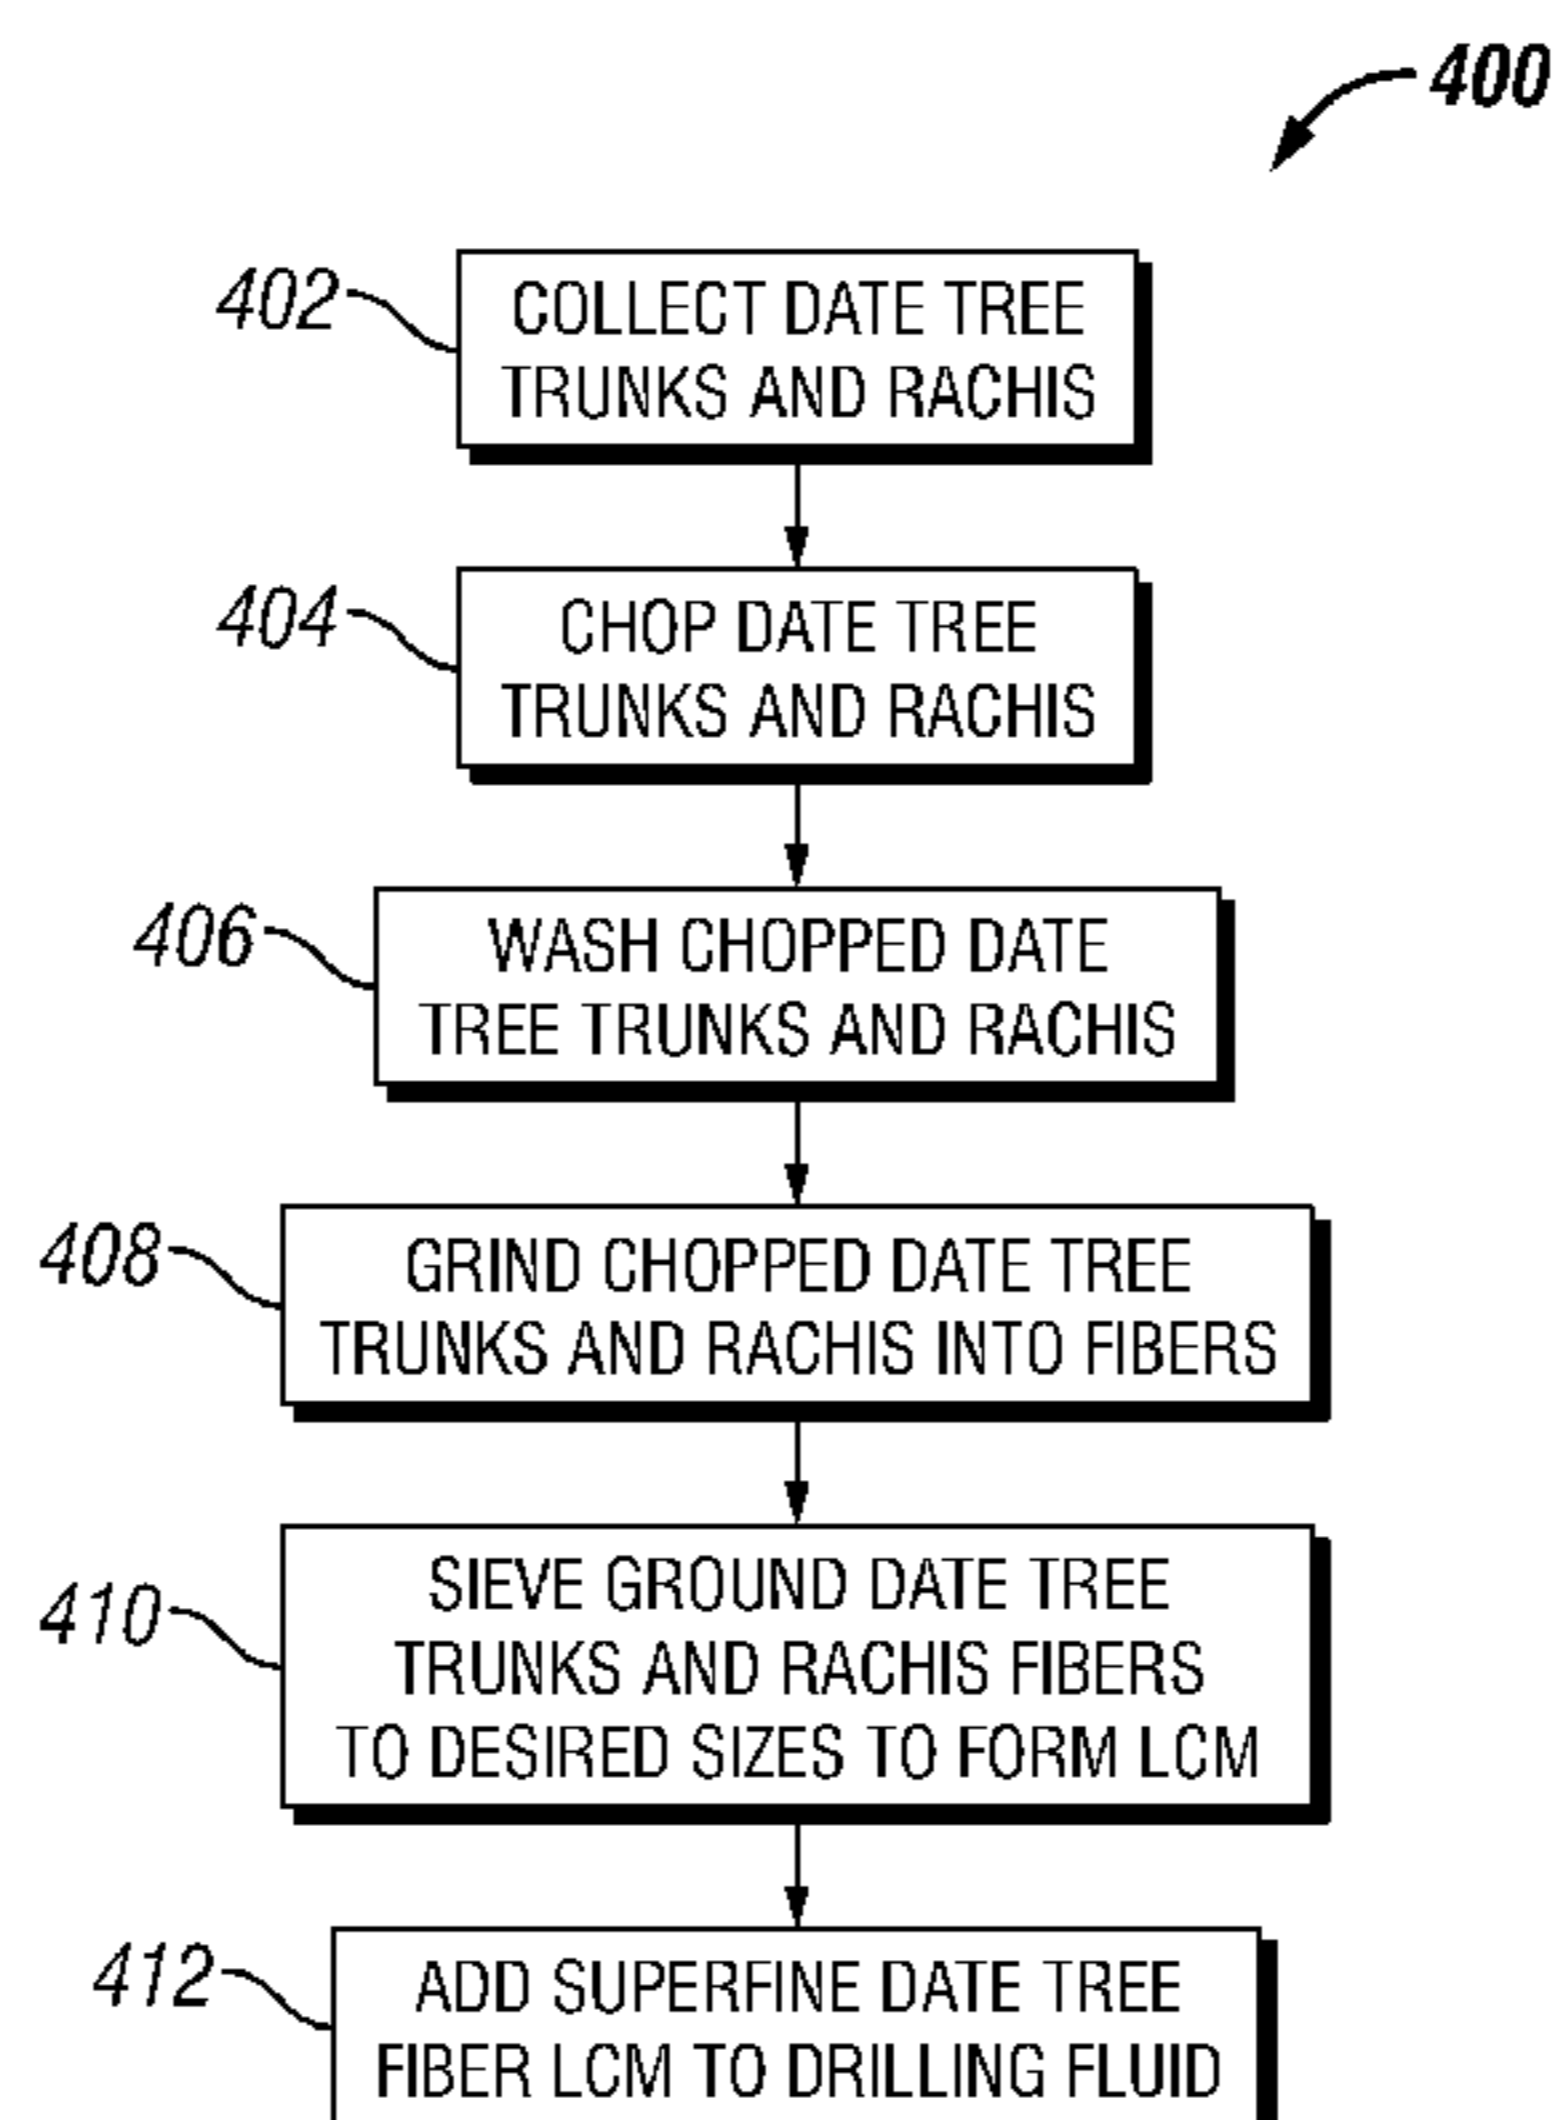 400
402
COLLECT DATE TREE
TRUNKS AND RACHIS
404
CHOP DATE TREE
TRUNKS AND RACHIS
406
WASH CHOPPED DATE
TREE TRUNKS AND RACHIS
408
GRIND CHOPPED DATE TREE
TRUNKS AND RACHIS INTO FIBERS
410
SIEVE GROUND DATE TREE
TRUNKS AND RACHIS FIBERS
TO DESIRED SIZES TO FORM LCM
412
ADD SUPERFINE DATE TREE
FIBER LCM TO DRILLING FLUID